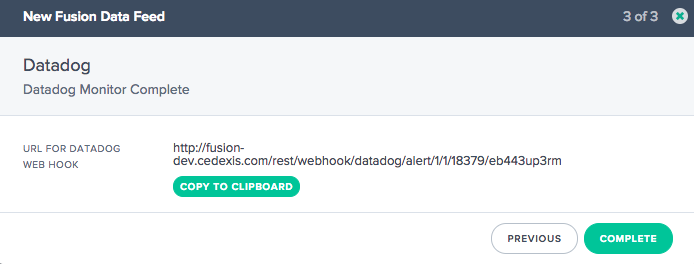 New Fusion Data Feed 3 of 3
Datadog
Datadog Monitor Complete
URL FOR DATADOG
WEB HOOK
http://fusion-
dev.cedexis.com/rest/webhook/datadog/alert/1/1/18379/eb443up3rm
COPY TO CLIPBOARD
PREVIOUS COMPLETE